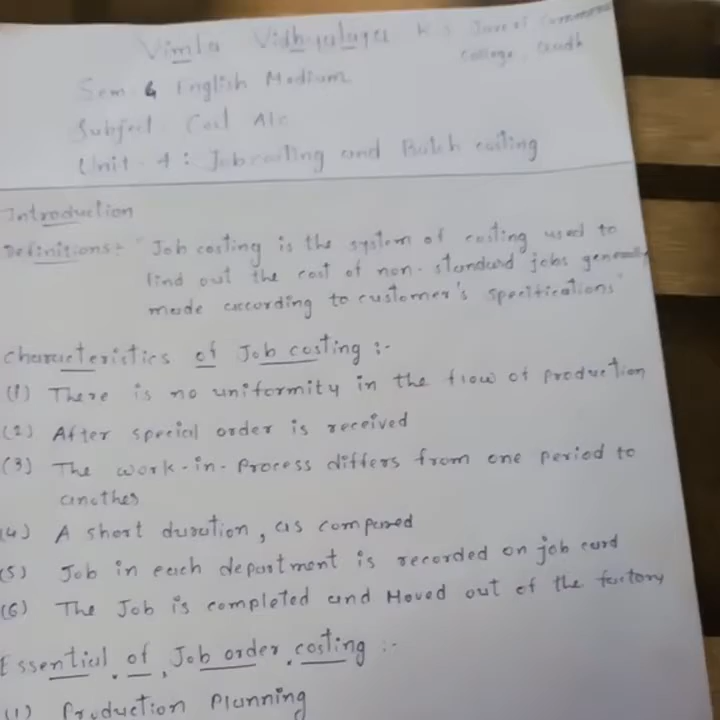 Vimla Vidhyalaya K. 
College,
Sem 4 English Medium
Subject: Cost A/c
Unit-4: Job costing and Batch costing
Introduction
Definitions:- "Job costing is the system of costing used to
find out the cost of non-standard jobs generally
made according to customer's specifications"
Characteristics of Job costing :-
(1) There is no uniformity in the flow of production
(2) After special order is received
(3) The work-in-Process differs from one period to
another
(4) A short duration, as compared
(5) Job in each department is recorded on job card
(6) The Job is completed and Moved out of the factory
Essential of Job order costing :-
(1) Production Planning